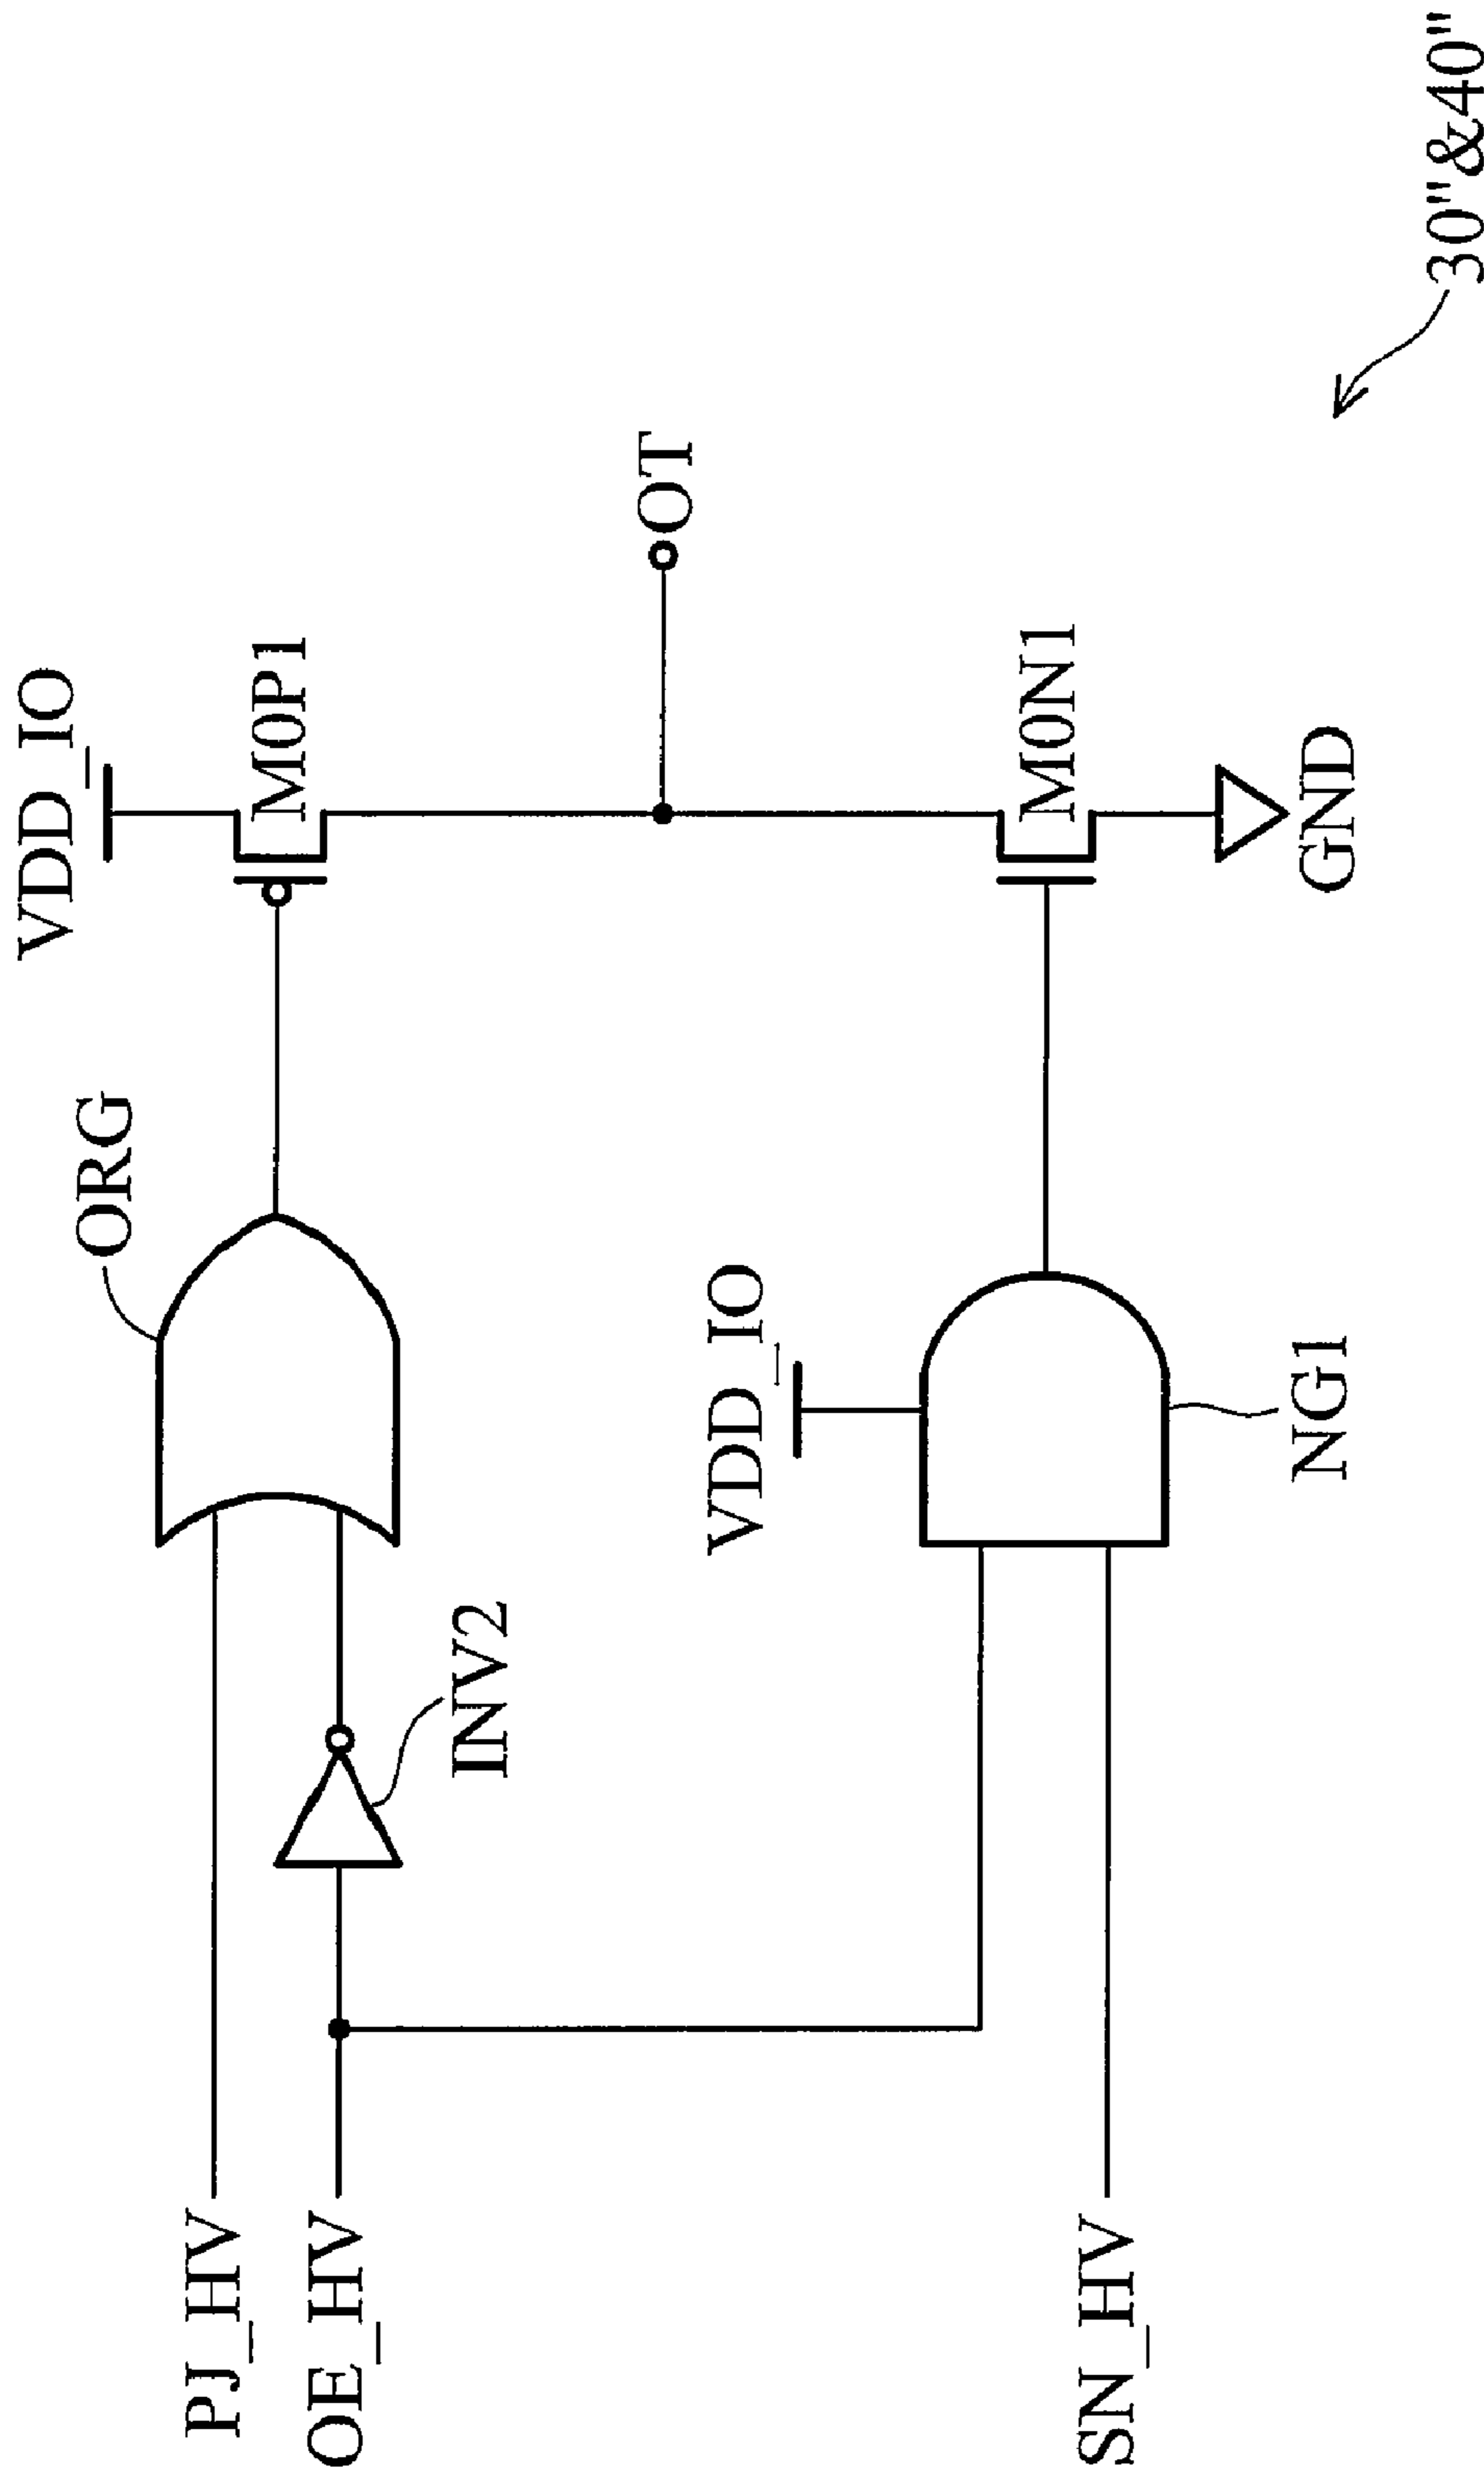 VDD_IO
ORG
M0P1
PJ_HV
OE_HV
INV2
OT
VDD_IO
M0N1
SN_HV
NG1
GND
30"&40"